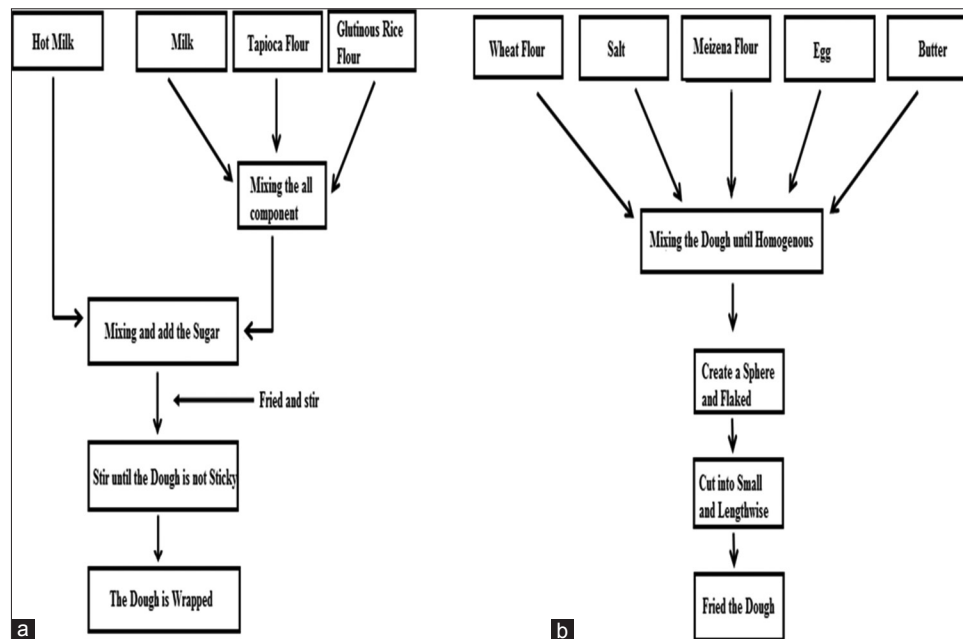 Hot Milk
Milk
Tapioca Flour
Glutinous Rice
Flour
Mixing the all
component
Mixing and add the Sugar
Fried and stir
Stir until the Dough is not Sticky
The Dough is Wrapped
a
Wheat Flour
Salt
Meizena Flour
Egg
Butter
Mixing the Dough until Homogenous
Create a Sphere
and Flaked
Cut into Small
and Lengthwise
Fried the Dough
b